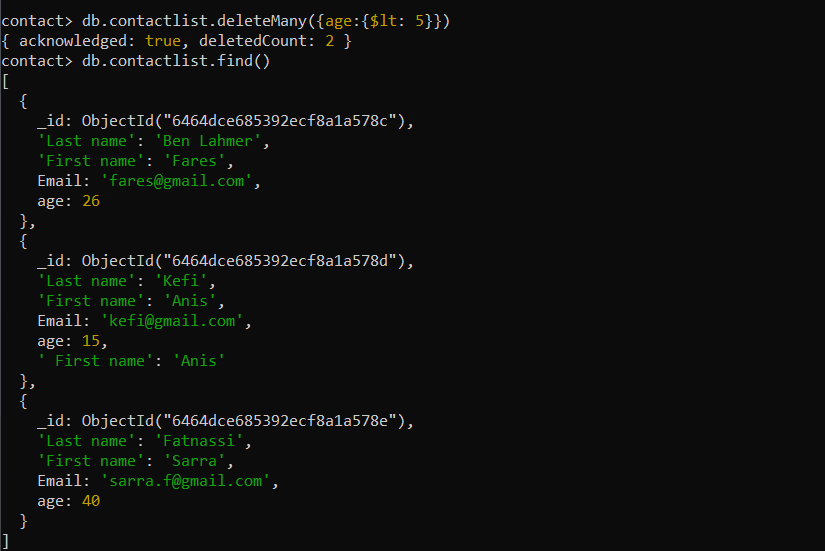 contact> db.contactlist.deleteMany({age:{$lt: 5}})
{ acknowledged: true, deletedCount: 2 }
contact> db.contactlist.find()
[
  {
    _id: ObjectId("6464dce685392ecf8a1a578c"),
    'Last name': 'Ben Lahmer',
    'First name': 'Fares',
    Email: 'fares@gmail.com',
    age: 26
  },
  {
    _id: ObjectId("6464dce685392ecf8a1a578d"),
    'Last name': 'Kefi',
    'First name': 'Anis',
    Email: 'kefi@gmail.com',
    age: 15,
    ' First name': 'Anis'
  },
  {
    _id: ObjectId("6464dce685392ecf8a1a578e"),
    'Last name': 'Fatnassi',
    'First name': 'Sarra',
    Email: 'sarra.f@gmail.com',
    age: 40
  }
]